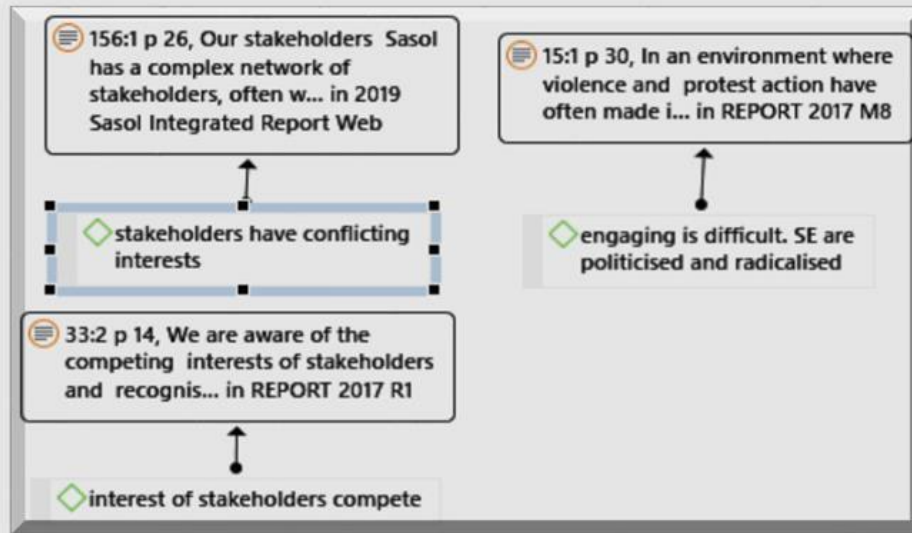 156:1 p 26, Our stakeholders Sasol
has a complex network of
stakeholders, often w... in 2019
Sasol Integrated Report Web
stakeholders have conflicting
interests
33:2 p 14, We are aware of the
competing interests of stakeholders
and recognis... in REPORT 2017 R1
interest of stakeholders compete
15:1 p 30, In an environment where
violence and protest action have
often made i... in REPORT 2017 M8
engaging is difficult. SE are
politicised and radicalised